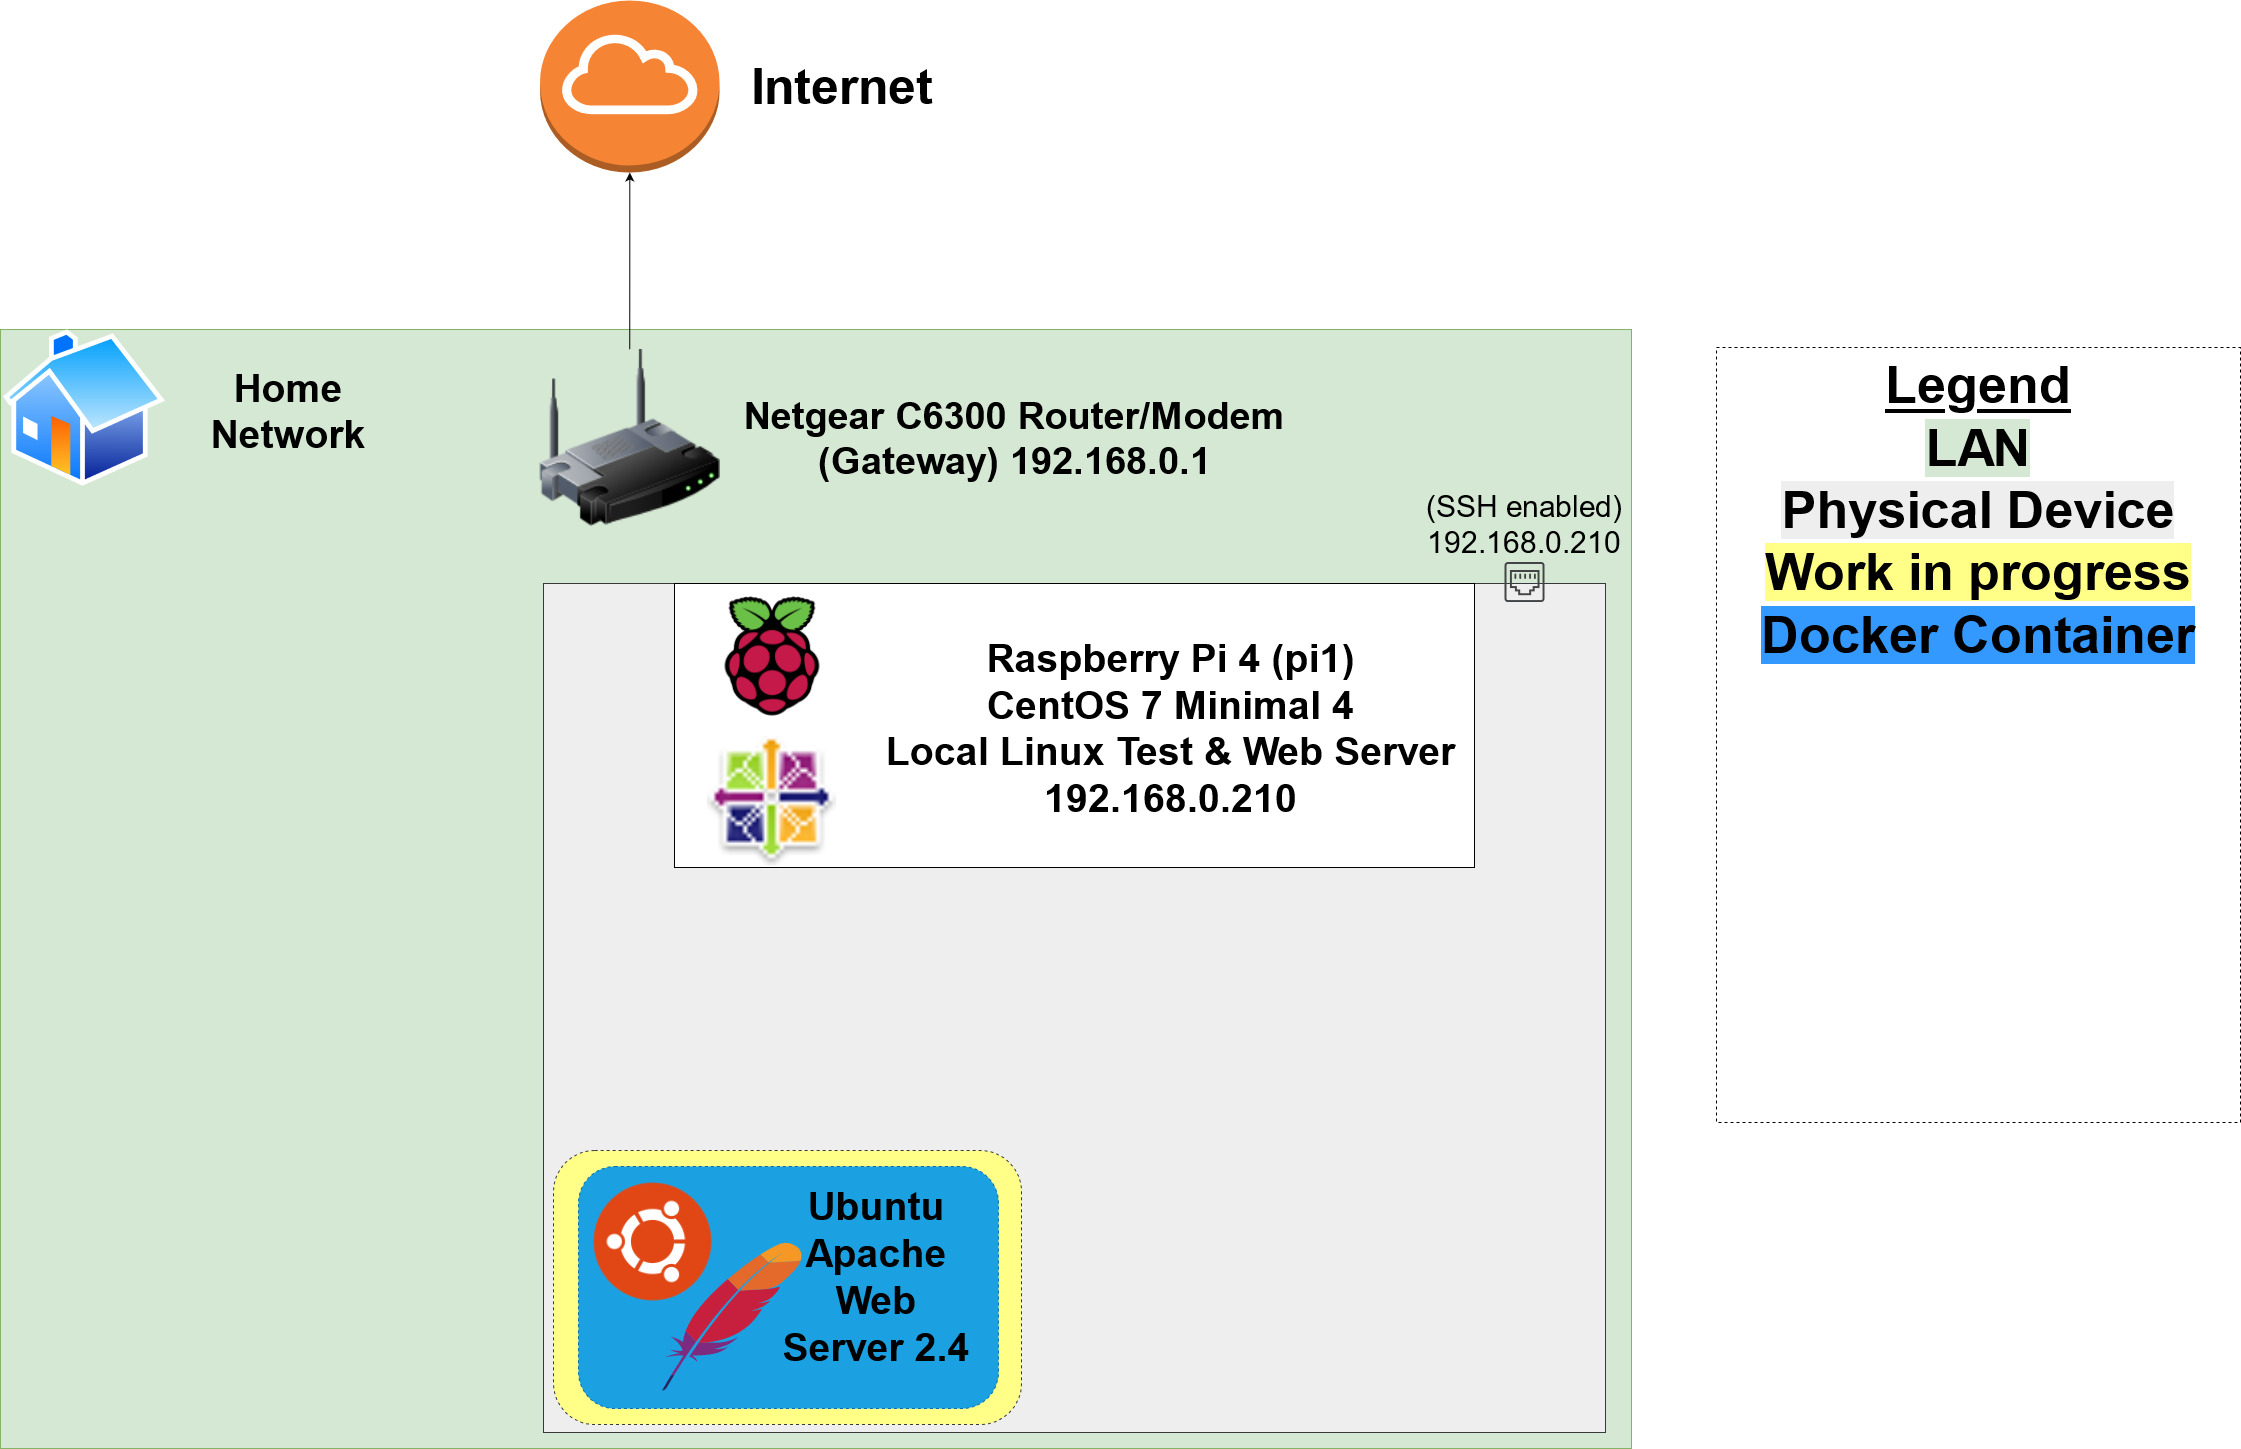 Internet
Home
Network
Netgear C6300 Router/Modem
(Gateway) 192.168.0.1
(SSH enabled)
192.168.0.210
Raspberry Pi 4 (pi1)
CentOS 7 Minimal 4
Local Linux Test & Web Server
192.168.0.210
Ubuntu
Apache
Web
Server 2.4
Legend
LAN
Physical Device
Work in progress
Docker Container